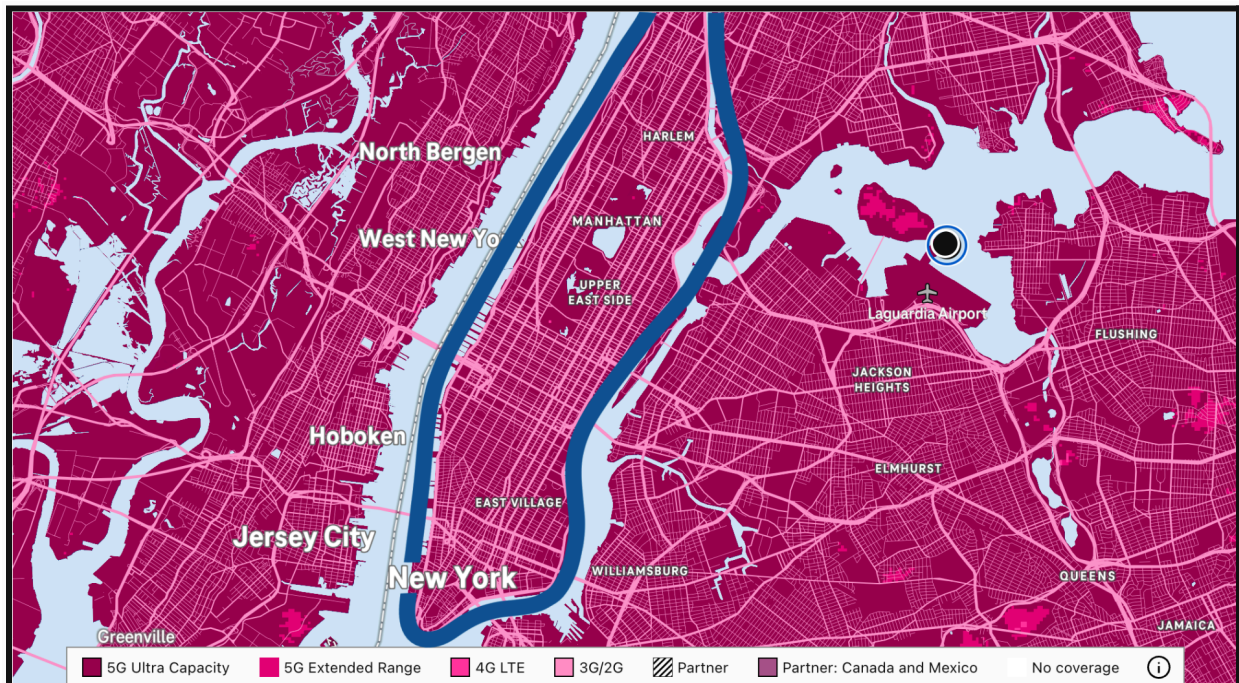 HARLEM
North Bergen
MANHATTAN
West New Yo
UPPER
EAST SIDE
Laguardia Airport
FLUSHING
JACKSON
HEIGHTS
Hoboken
ELMHURST
EAST VILLAGE
Jersey City
New York
WILLIAMSBURG
QUEENS
JAMAICA
Greenville
5G Ultra Capacity 5G Extended Range 4G LTE 3G/2G Partner Partner: Canada and Mexico No coverage i